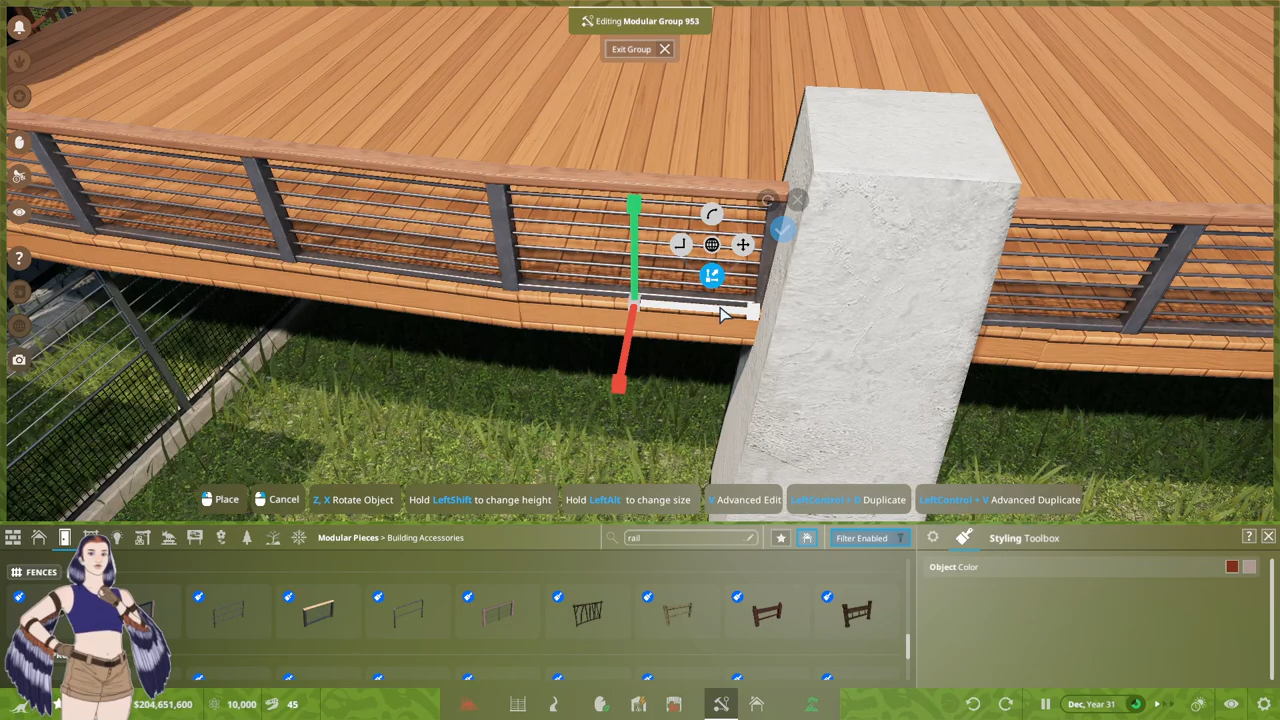 Editing Modular Group 953
Exit Group
Place
Cancel
Z, X Rotate Object
Hold LeftShift to change height
Hold LeftAlt to change size
V Advanced Edit
LeftControl + D Duplicate
LeftControl + V Advanced Duplicate
Modular Pieces > Building Accessories
rail
Filter Enabled
Styling Toolbox
?
FENCES
Object Color
$204,651,600
10,000
45
Dec, Year 31